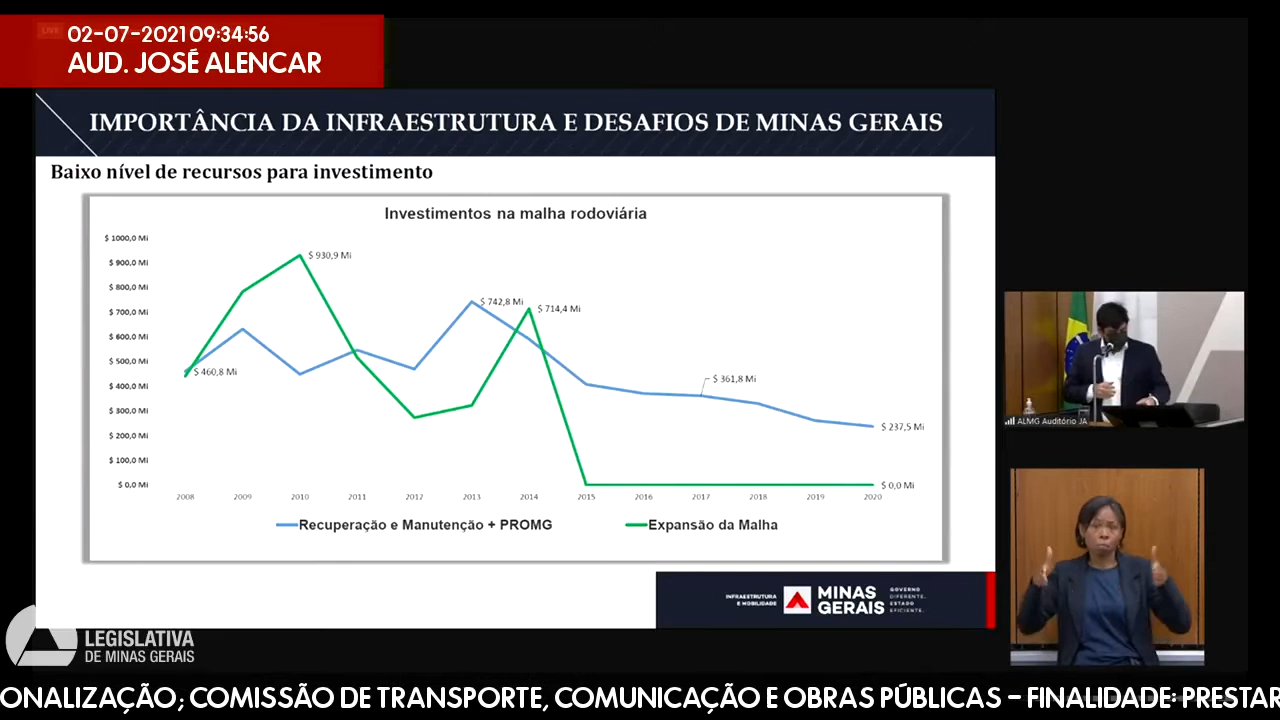 LIVE
02-07-2021 09:34:56
AUD. JOSÉ ALENCAR
IMPORTÂNCIA DA INFRAESTRUTURA E DESAFIOS DE MINAS GERAIS
Baixo nível de recursos para investimento
Investimentos na malha rodoviária
$ 1000,0 Mi
$ 900,0 Mi
$ 800,0 Mi
$ 700,0 Mi
$ 600,0 Mi
$ 500,0 Mi
$ 400,0 Mi
$ 300,0 Mi
$ 200,0 Mi
$ 100,0 Mi
$ 0,0 Mi
$ 460,8 Mi
$ 930,9 Mi
$ 742,8 Mi
$ 714,4 Mi
$ 361,8 Mi
$ 237,5 Mi
$ 0,0 Mi
2008 2009 2010 2011 2012 2013 2014 2015 2016 2017 2018 2019 2020
Recuperação e Manutenção + PROMG
Expansão da Malha
INFRAESTRUTURA
E MOBILIDADE
MINAS
GERAIS
GOVERNO
DIFERENTE.
ESTADO
EFICIENTE.
ALMG Auditório JA
LEGISLATIVA
DE MINAS GERAIS
ONALIZAÇÃO; COMISSÃO DE TRANSPORTE, COMUNICAÇÃO E OBRAS PÚBLICAS - FINALIDADE: PRESTAR